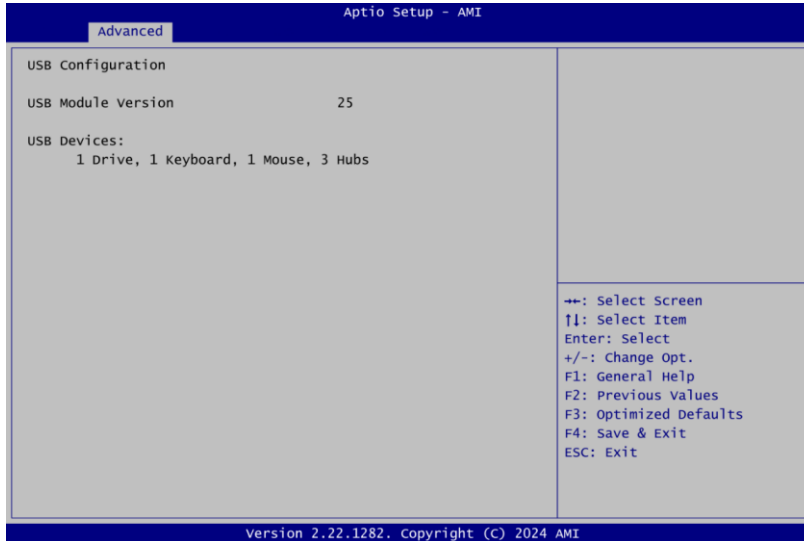 Aptio Setup - AMI
Advanced
USB Configuration
USB Module Version 25
USB Devices:
1 Drive, 1 Keyboard, 1 Mouse, 3 Hubs
→←: Select Screen
↑↓: Select Item
Enter: Select
+/-: Change Opt.
F1: General Help
F2: Previous Values
F3: Optimized Defaults
F4: Save & Exit
ESC: Exit
Version 2.22.1282. Copyright (C) 2024 AMI